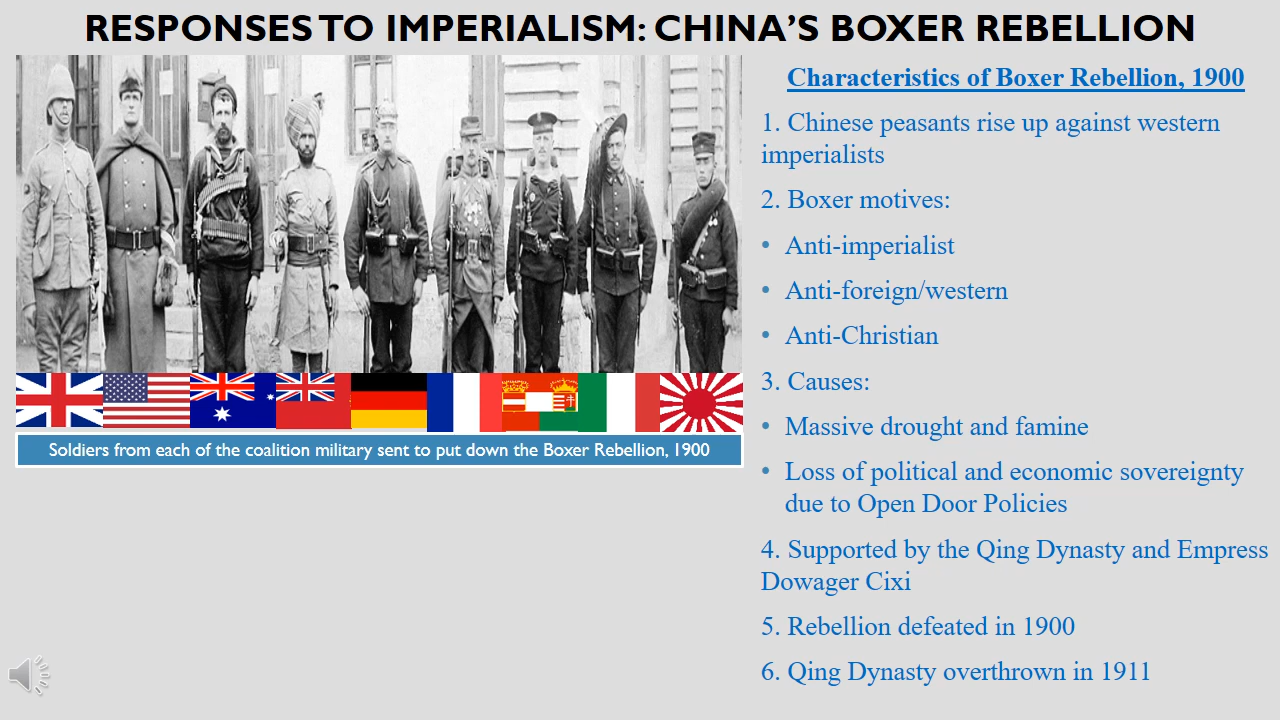 RESPONSES TO IMPERIALISM: CHINA'S BOXER REBELLION
Soldiers from each of the coalition military sent to put down the Boxer Rebellion, 1900
Characteristics of Boxer Rebellion, 1900
1. Chinese peasants rise up against western
imperialists
2. Boxer motives:
• Anti-imperialist
• Anti-foreign/western
• Anti-Christian
3. Causes:
• Massive drought and famine
• Loss of political and economic sovereignty
due to Open Door Policies
4. Supported by the Qing Dynasty and Empress
Dowager Cixi
5. Rebellion defeated in 1900
6. Qing Dynasty overthrown in 1911